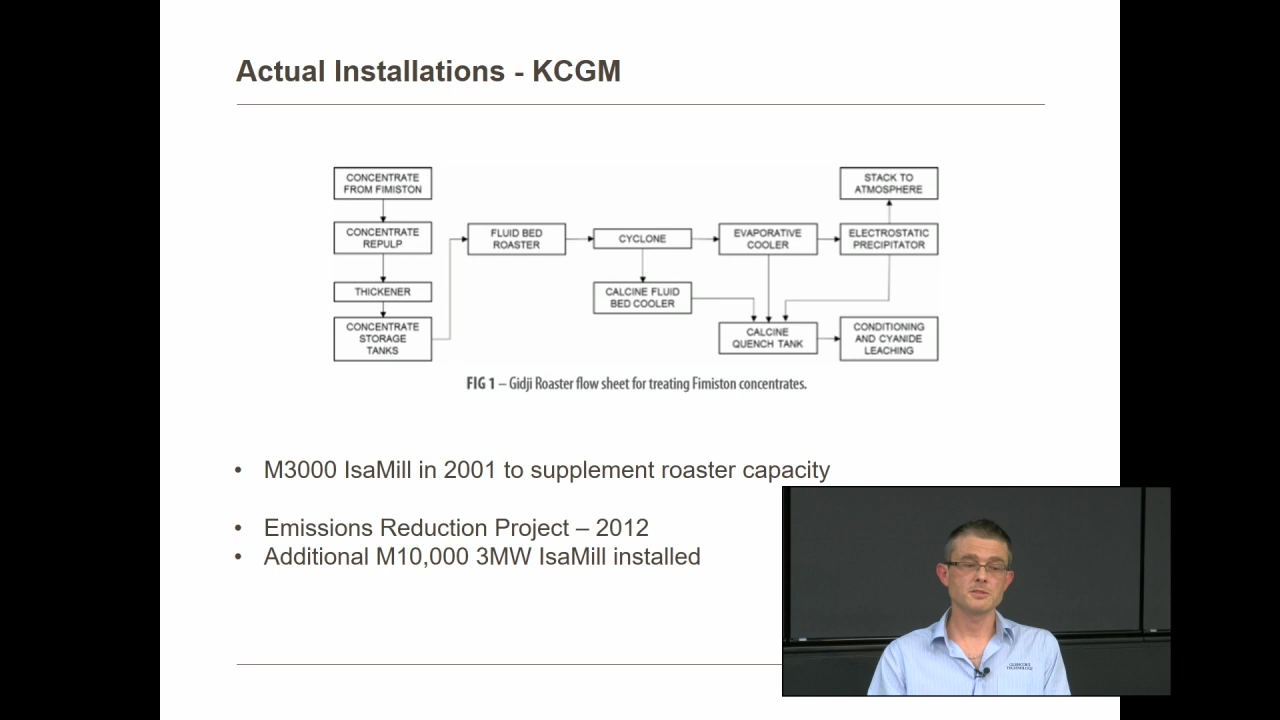 Actual Installations - KCGM
CONCENTRATE
FROM FIMISTON
CONCENTRATE
REPULP
THICKENER
CONCENTRATE
STORAGE
TANKS
FLUID BED
ROASTER
CYCLONE
CALCINE FLUID
BED COOLER
EVAPORATIVE
COOLER
CALCINE
QUENCH TANK
STACK TO
ATMOSPHERE
ELECTROSTATIC
PRECIPITATOR
CONDITIONING
AND CYANIDE
LEACHING
FIG 1 – Gidji Roaster flow sheet for treating Fimiston concentrates.
• M3000 IsaMill in 2001 to supplement roaster capacity
• Emissions Reduction Project – 2012
• Additional M10,000 3MW IsaMill installed